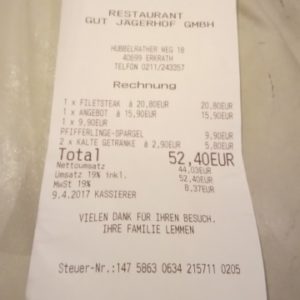 RESTAURANT
GUT JÄGERHOF GMBH
HUBBELRATHER WEG 18
40699 ERKRATH
TELFON 0211/243357
Rechnung
1 x FILETSTEAK à 20,80EUR 20,80EUR
1 x ANGEBOT à 15,90EUR 15,90EUR
1 x 9,90EUR
PFIFFERLINGE-SPARGEL 9,90EUR
2 x KALTE GETRÄNKE à 2,90EUR 5,80EUR
Total 52,40EUR
Nettoumsatz 44,03EUR
Umsatz 19% inkl. 52,40EUR
MwSt 19% 8,37EUR
9.4.2017 KASSIERER
VIELEN DANK FÜR IHREN BESUCH.
IHRE FAMILIE LEMMEN
Steuer-Nr.:147 5863 0634 215711 0205